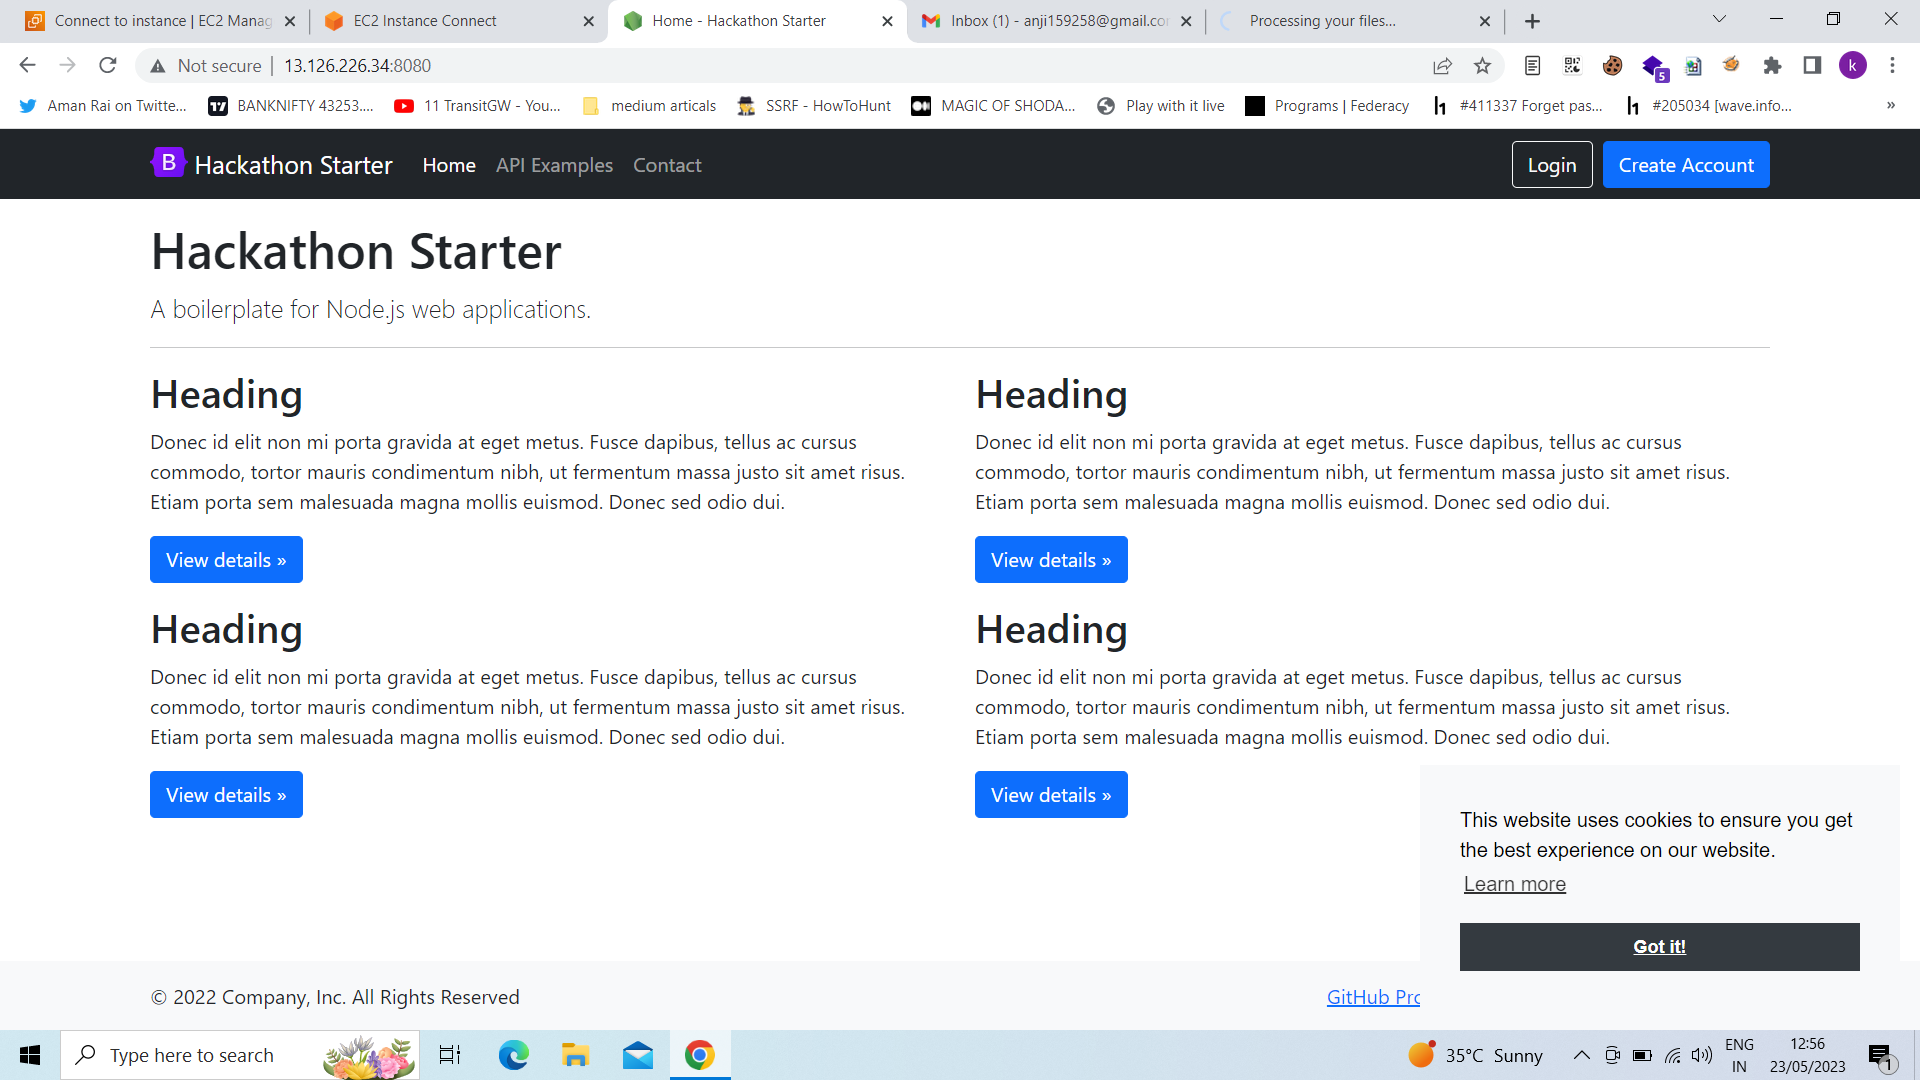 Connect to instance | EC2 Manag
EC2 Instance Connect
Home - Hackathon Starter
Inbox (1) - anji159258@gmail.co
Processing your files...
Not secure
13.126.226.34:8080
5
k
Aman Rai on Twitte...
BANKNIFTY 43253....
11 TransitGW - You...
medium articals
SSRF - HowToHunt
MAGIC OF SHODA...
Play with it live
Programs | Federacy
#411337 Forget pas...
#205034 [wave.info...
»
B Hackathon Starter
Home
API Examples
Contact
Login
Create Account
Hackathon Starter
A boilerplate for Node.js web applications.
Heading
Donec id elit non mi porta gravida at eget metus. Fusce dapibus, tellus ac cursus
commodo, tortor mauris condimentum nibh, ut fermentum massa justo sit amet risus.
Etiam porta sem malesuada magna mollis euismod. Donec sed odio dui.
View details »
Heading
Donec id elit non mi porta gravida at eget metus. Fusce dapibus, tellus ac cursus
commodo, tortor mauris condimentum nibh, ut fermentum massa justo sit amet risus.
Etiam porta sem malesuada magna mollis euismod. Donec sed odio dui.
View details »
Heading
Donec id elit non mi porta gravida at eget metus. Fusce dapibus, tellus ac cursus
commodo, tortor mauris condimentum nibh, ut fermentum massa justo sit amet risus.
Etiam porta sem malesuada magna mollis euismod. Donec sed odio dui.
View details »
Heading
Donec id elit non mi porta gravida at eget metus. Fusce dapibus, tellus ac cursus
commodo, tortor mauris condimentum nibh, ut fermentum massa justo sit amet risus.
Etiam porta sem malesuada magna mollis euismod. Donec sed odio dui.
View details »
This website uses cookies to ensure you get
the best experience on our website.
Learn more
Got it!
© 2022 Company, Inc. All Rights Reserved
GitHub Prc
Type here to search
35°C Sunny
ENG
IN
12:56
23/05/2023
1